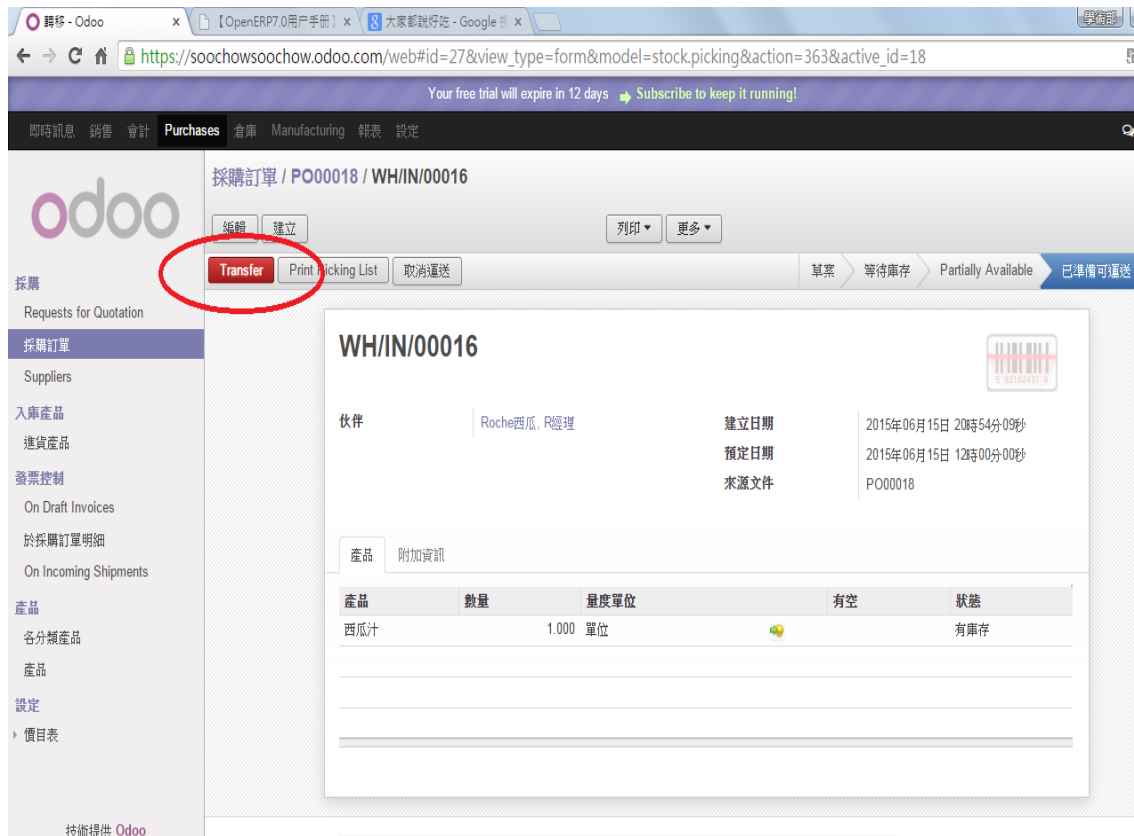 轉移 - Odoo
【OpenERP7.0用户手册】
大家都說好吃 - Google
學術部
https://soochowsoochow.odoo.com/web#id=27&view_type=form&model=stock.picking&action=363&active_id=18
Your free trial will expire in 12 days Subscribe to keep it running!
即時訊息 銷售 會計 Purchases 倉庫 Manufacturing 報表 設定
odoo
採購訂單 / PO00018 / WH/IN/00016
編輯 建立 列印 更多
Transfer Print Picking List 取消運送 草案 等待庫存 Partially Available 已準備可運送
採購
Requests for Quotation
採購訂單
Suppliers
入庫產品
進貨產品
發票控制
On Draft Invoices
於採購訂單明細
On Incoming Shipments
產品
各分類產品
產品
設定
價目表
技術提供 Odoo
WH/IN/00016
伙伴 Roche西瓜, R經理
建立日期 2015年06月15日 20時54分09秒
預定日期 2015年06月15日 12時00分00秒
來源文件 PO00018
產品 附加資訊
產品 數量 量度單位 有空 狀態
西瓜汁 1.000 單位 有庫存